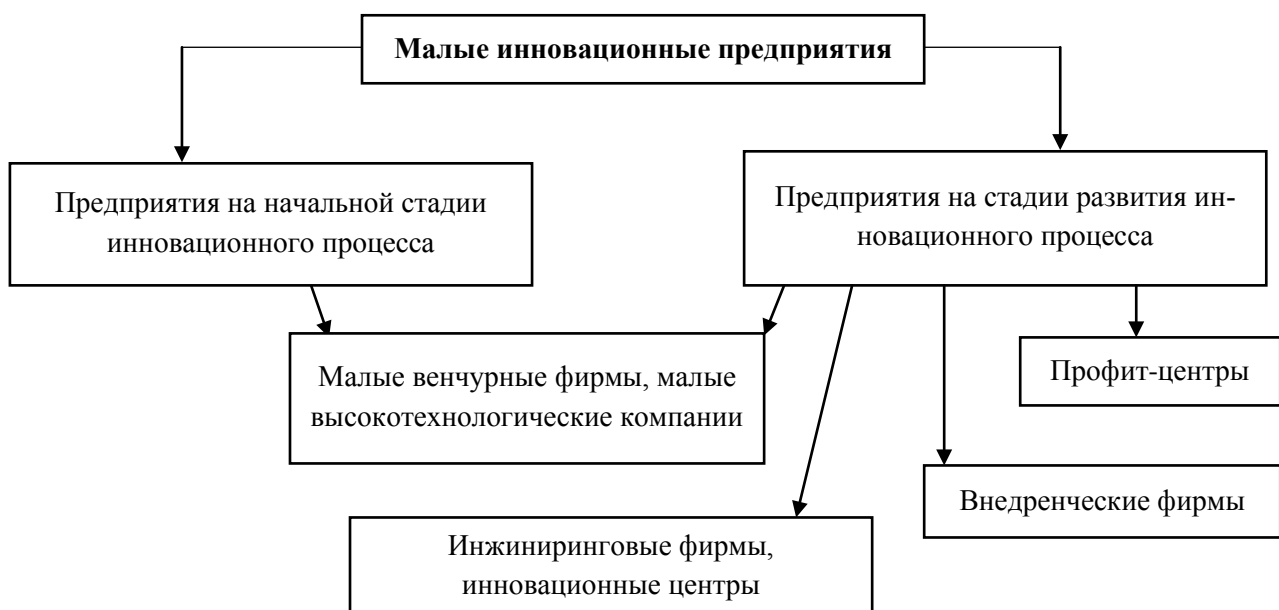 Малые инновационные предприятия
Предприятия на начальной стадии
инновационного процесса
Предприятия на стадии развития ин-
новационного процесса
Малые венчурные фирмы, малые
высокотехнологические компании
Профит-центры
Внедренческие фирмы
Инжиниринговые фирмы,
инновационные центры